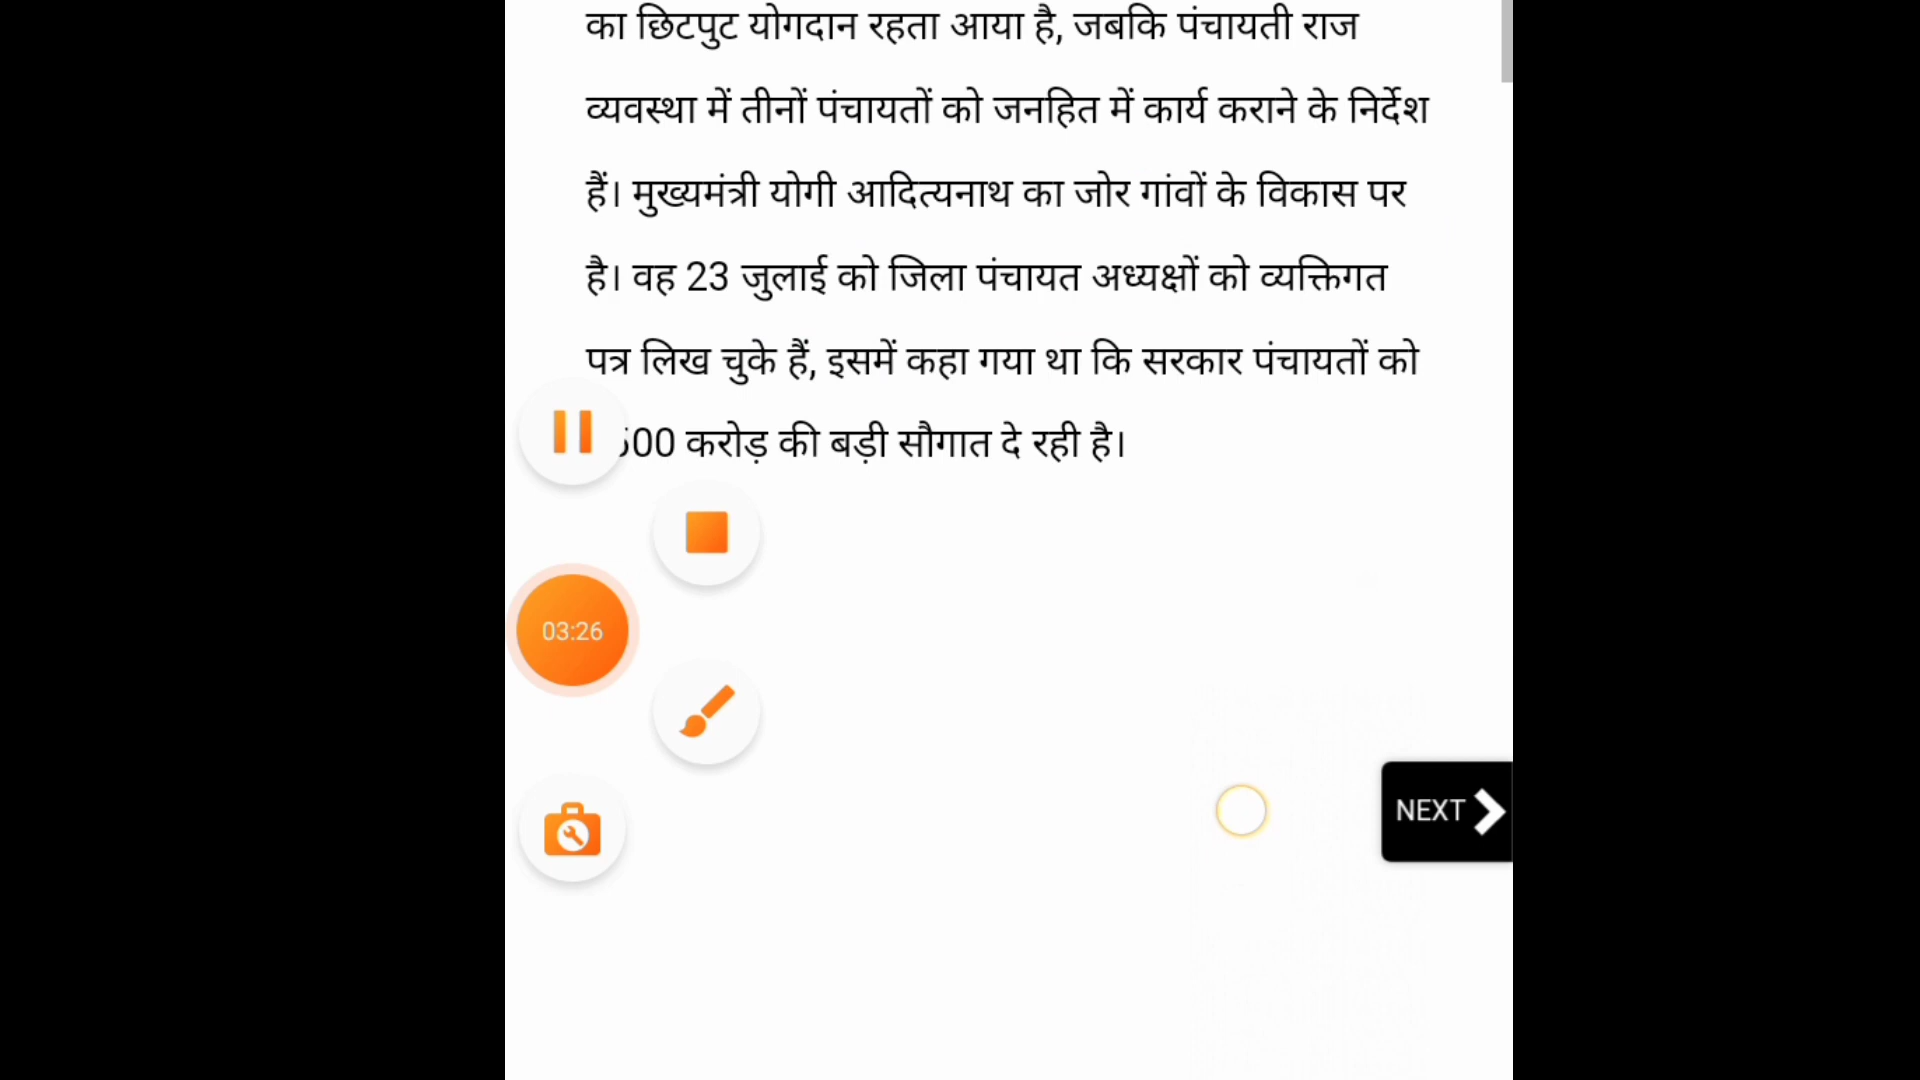 का छिटपुट योगदान रहता आया है, जबकि पंचायती राज
व्यवस्था में तीनों पंचायतों को जनहित में कार्य कराने के निर्देश
हैं। मुख्यमंत्री योगी आदित्यनाथ का जोर गांवों के विकास पर
है। वह 23 जुलाई को जिला पंचायत अध्यक्षों को व्यक्तिगत
पत्र लिख चुके हैं, इसमें कहा गया था कि सरकार पंचायतों को
करोड़ की बड़ी सौगात दे रही है।
03:26
NEXT